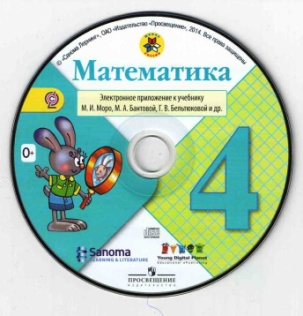 © «Санома Лернинг», ОАО «Издательство «Просвещение», 2014. Все права защищены
Математика
Электронное приложение к учебнику
М. И. Моро, М. А. Бантовой, Г. В. Бельтюковой и др.
0+
4
Sanoma
LEARNING & LITERATURE
Young Digital Planet
ПРОСВЕЩЕНИЕ
ИЗДАТЕЛЬСТВО